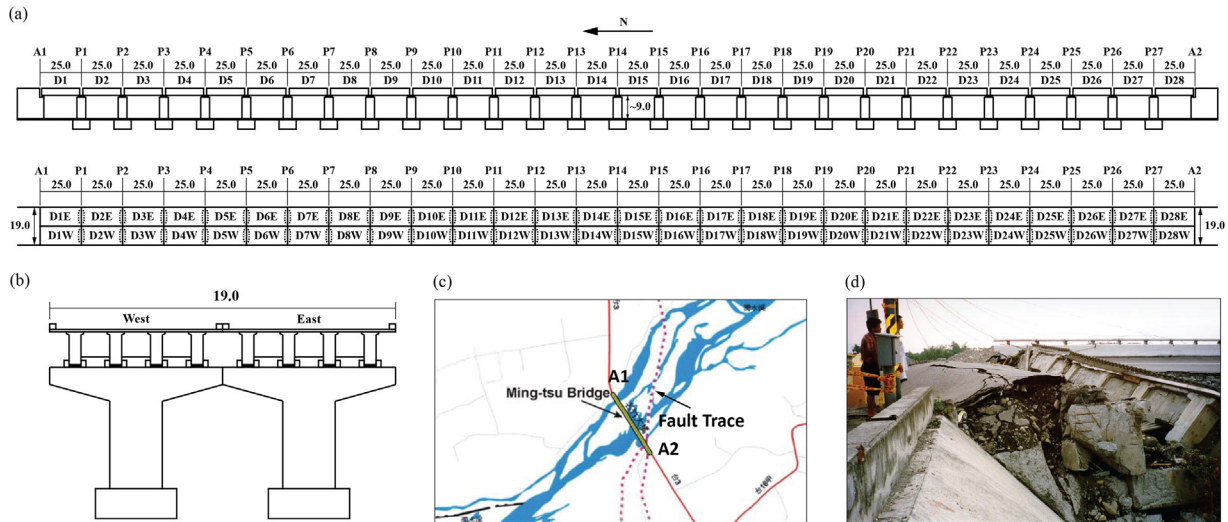 (a)
N
A1 P1 P2 P3 P4 P5 P6 P7 P8 P9 P10 P11 P12 P13 P14 P15 P16 P17 P18 P19 P20 P21 P22 P23 P24 P25 P26 P27 A2
25.0 25.0 25.0 25.0 25.0 25.0 25.0 25.0 25.0 25.0 25.0 25.0 25.0 25.0 25.0 25.0 25.0 25.0 25.0 25.0 25.0 25.0 25.0 25.0 25.0 25.0 25.0 25.0
D1 D2 D3 D4 D5 D6 D7 D8 D9 D10 D11 D12 D13 D14 D15 D16 D17 D18 D19 D20 D21 D22 D23 D24 D25 D26 D27 D28
~9.0
A1 P1 P2 P3 P4 P5 P6 P7 P8 P9 P10 P11 P12 P13 P14 P15 P16 P17 P18 P19 P20 P21 P22 P23 P24 P25 P26 P27 A2
25.0 25.0 25.0 25.0 25.0 25.0 25.0 25.0 25.0 25.0 25.0 25.0 25.0 25.0 25.0 25.0 25.0 25.0 25.0 25.0 25.0 25.0 25.0 25.0 25.0 25.0 25.0 25.0
D1E D2E D3E D4E D5E D6E D7E D8E D9E D10E D11E D12E D13E D14E D15E D16E D17E D18E D19E D20E D21E D22E D23E D24E D25E D26E D27E D28E
19.0 19.0
D1W D2W D3W D4W D5W D6W D7W D8W D9W D10W D11W D12W D13W D14W D15W D16W D17W D18W D19W D20W D21W D22W D23W D24W D25W D26W D27W D28W
(b)
19.0
West East
(c)
台3
A1
Ming-tsu Bridge
Fault Trace
A2
台3
(d)